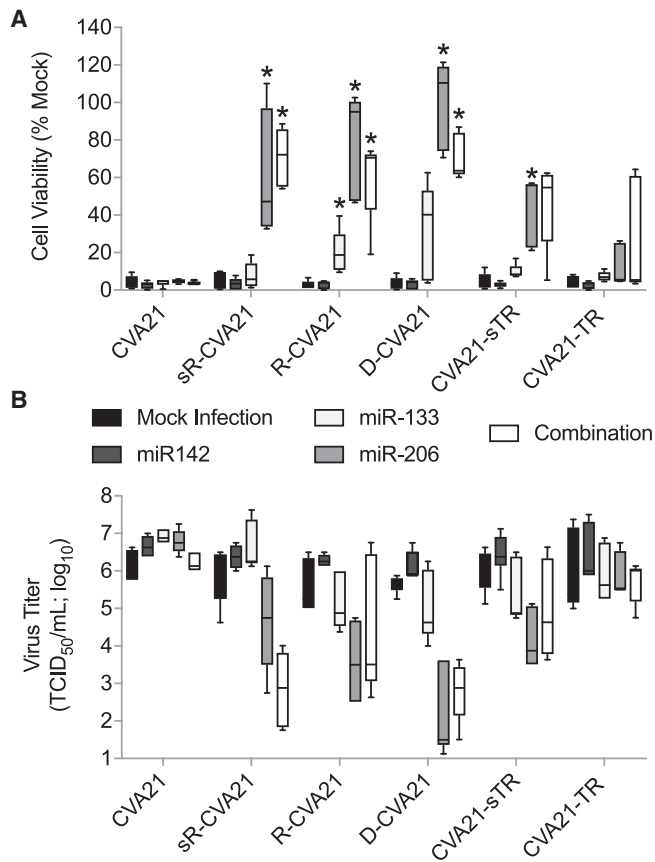 A
Cell Viability (% Mock)
140
120
100
80
60
40
20
0
* * * * * * * *
CVA21
sR-CVA21
R-CVA21
D-CVA21
CVA21-sTR
CVA21-TR
B
Mock Infection
miR-133
Combination
miR142
miR-206
Virus Titer
(TCID50/mL; log10)
8
7
6
5
4
3
2
1
CVA21
sR-CVA21
R-CVA21
D-CVA21
CVA21-sTR
CVA21-TR